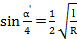 sin α'/4 = 1/2 √(l/R)